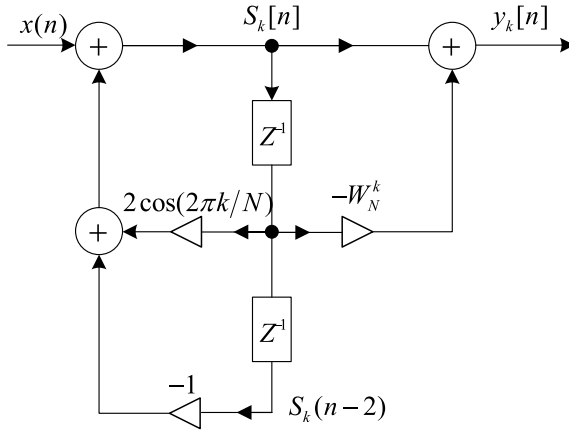 x(n)
S_k[n]
y_k[n]
+
+
Z^{-1}
2cos(2πk/N)
-W_N^k
+
Z^{-1}
-1
S_k(n-2)